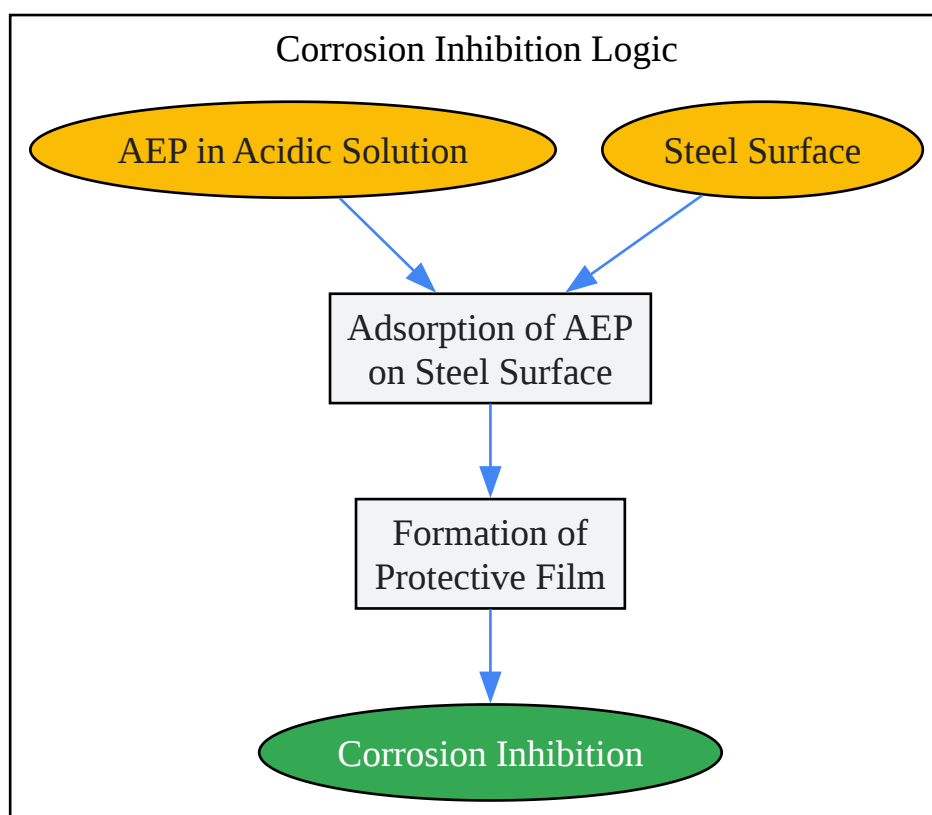 Corrosion Inhibition Logic
AEP in Acidic Solution
Steel Surface
Adsorption of AEP
on Steel Surface
Formation of
Protective Film
Corrosion Inhibition